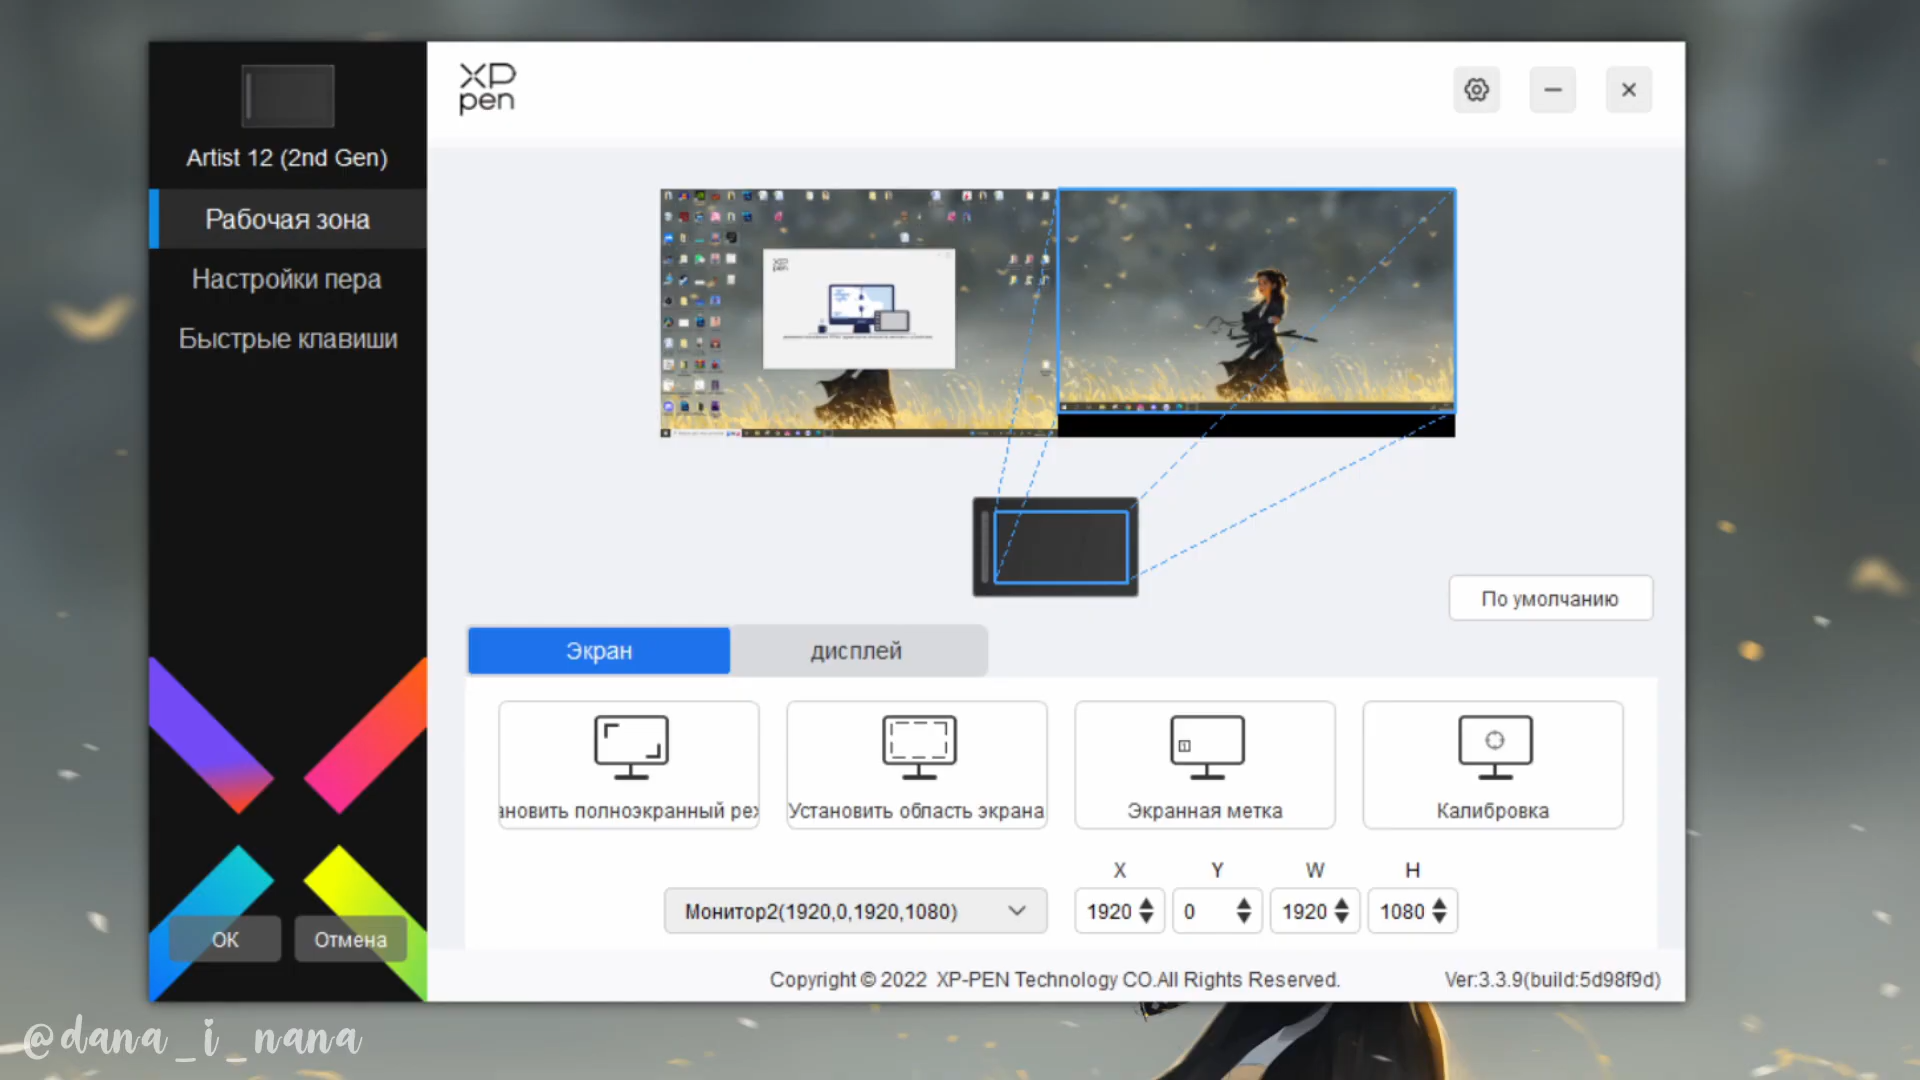 XP
pen
Artist 12 (2nd Gen)
Рабочая зона
Настройки пера
Быстрые клавиши
По умолчанию
Экран
дисплей
ановить полноэкранный реж
Установить область экрана
Экранная метка
Калибровка
X
Y
W
H
Монитор2(1920,0,1920,1080)
1920
0
1920
1080
OK
Отмена
Copyright © 2022 XP-PEN Technology CO.All Rights Reserved.
Ver:3.3.9(build:5d98f9d)
@dana_i_nana